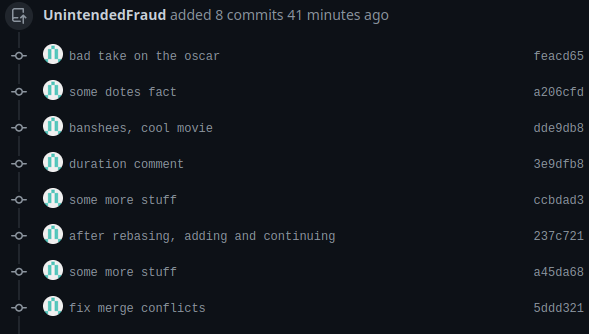 UnintendedFraud added 8 commits 41 minutes ago
bad take on the oscar feacd65
some dotes fact a206cfd
banshees, cool movie dde9db8
duration comment 3e9dfb8
some more stuff ccbdad3
after rebasing, adding and continuing 237c721
some more stuff a45da68
fix merge conflicts 5ddd321